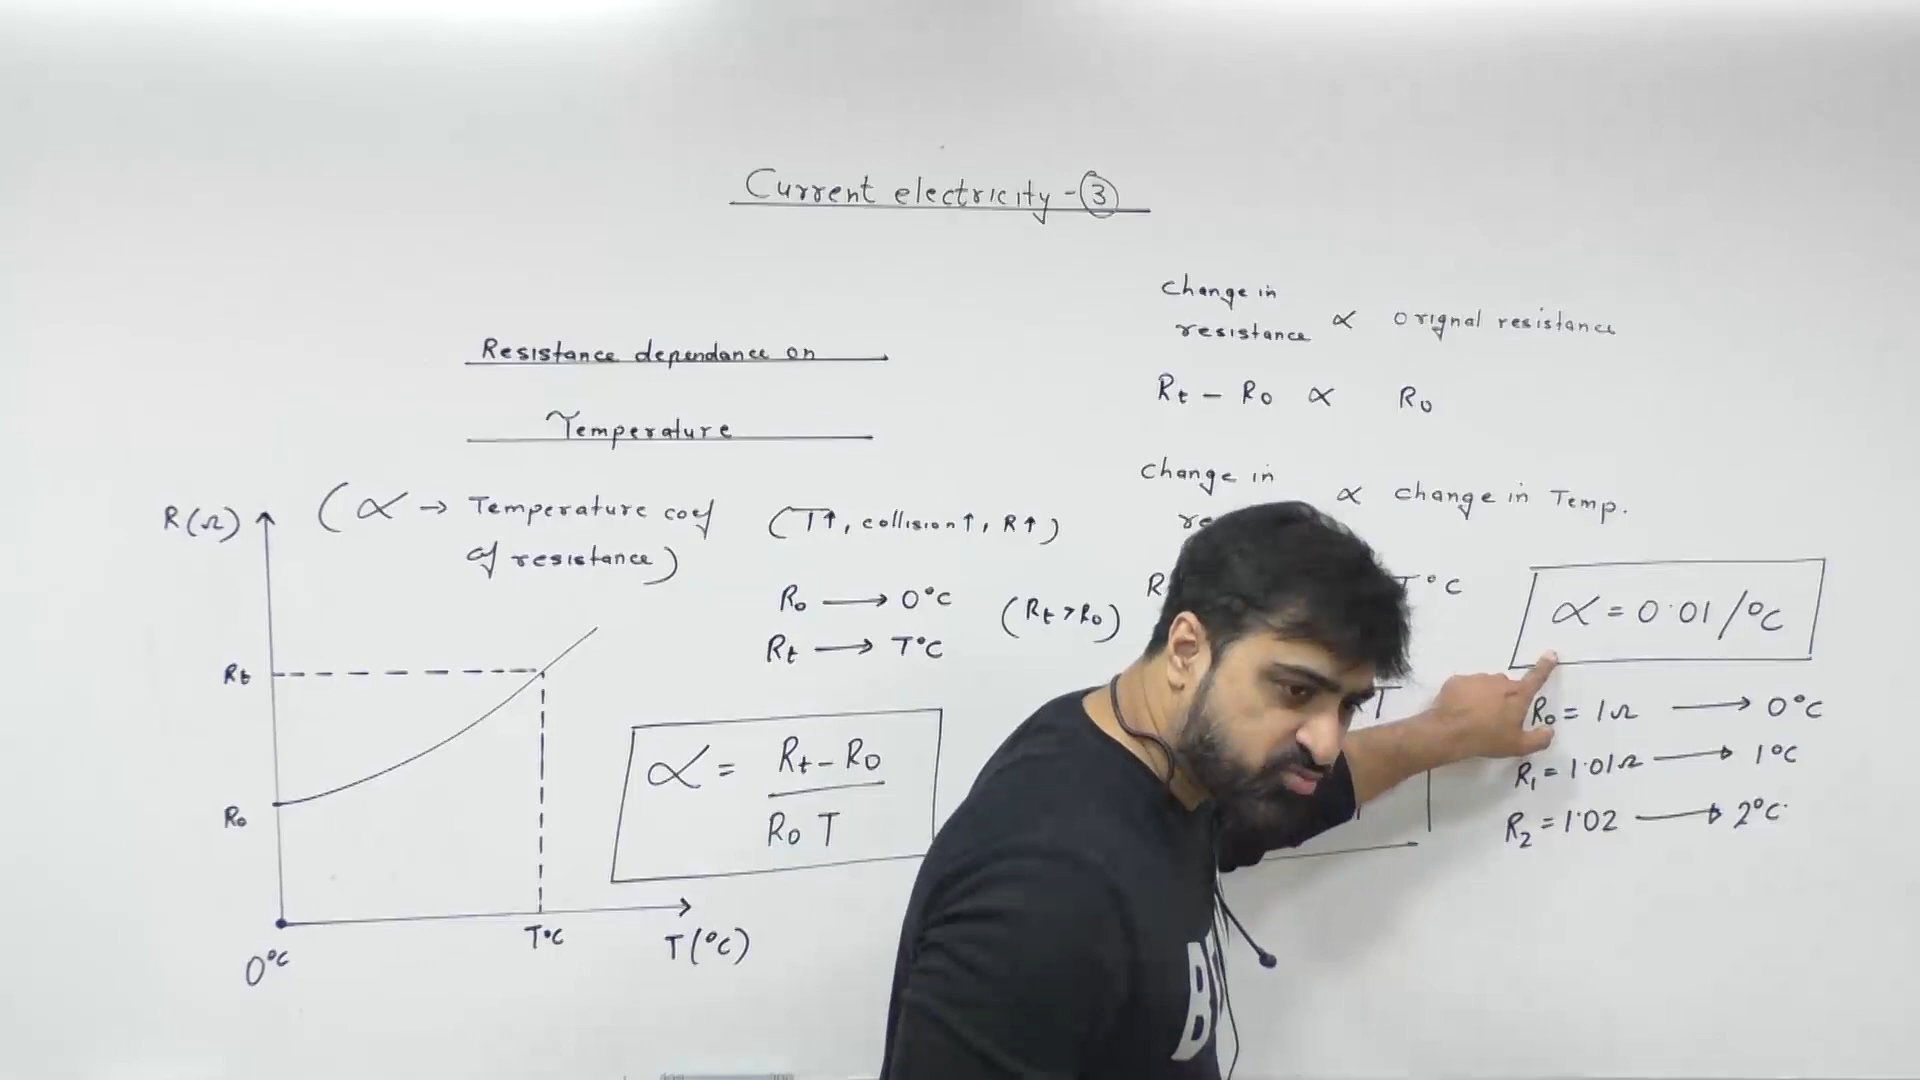 Current electricity - 3
Resistance dependance on
Temperature
(∝ → Temperature coef
of resistance)
(T↑, collision↑, R↑)
R₀ → 0°C
Rt → T°C
(Rt > R₀)
R(Ω)
Rt
R₀
0°C
T°C
T(°C)
∝ = Rt - R₀
R₀ T
Change in
resistance ∝ orignal resistance
Rt - R₀ ∝ R₀
Change in
∝ change in Temp.
T°C
T
∝ = 0.01/°C
R₀ = 1Ω → 0°C
R₁ = 1.01Ω → 1°C
R₂ = 1.02 → 2°C